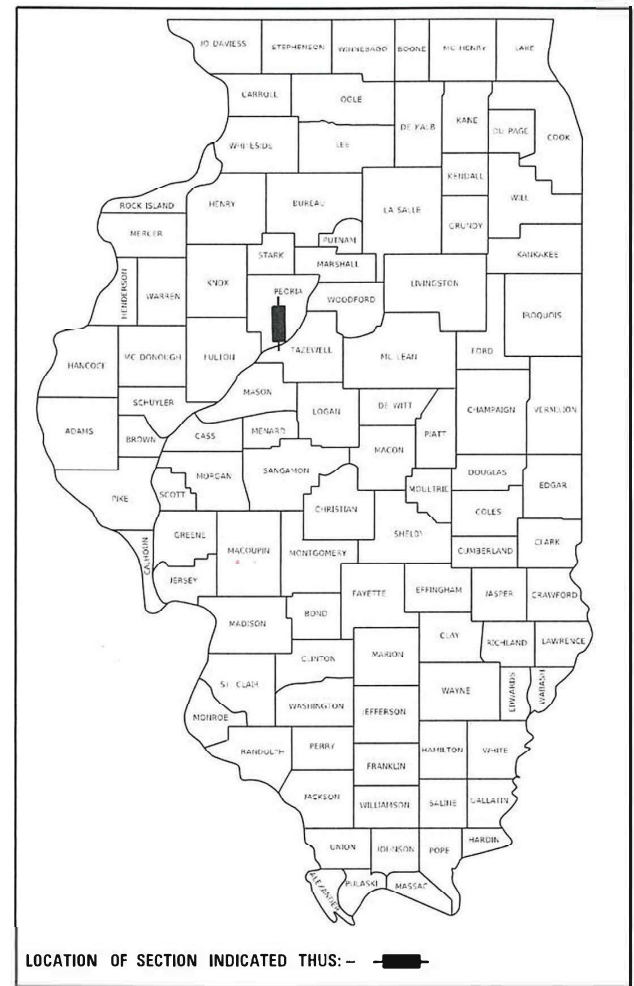 JO DAVIESS STEPHENSON WINNEBAGO BOONE MC HENRY LAKE
CARROLL OGLE
DE KALB KANE DU PAGE COOK
WHITESIDE LEE
KENDALL
ROCK ISLAND HENRY BUREAU LA SALLE GRUNDY WILL
MERCER PUTNAM
STARK MARSHALL KANKAKEE
HENDERSON WARREN KNOX PEORIA WOODFORD LIVINGSTON IROQUOIS
HANCOCK MC DONOUGH FULTON TAZEWELL MC LEAN FORD
MASON
SCHUYLER LOGAN DE WITT CHAMPAIGN VERMILION
ADAMS BROWN CASS MENARD PIATT
MACON
PIKE SCOTT MORGAN SANGAMON MOULTRIE DOUGLAS EDGAR
CHRISTIAN COLES
GREENE SHELBY CLARK
CALHOUN MACOUPIN MONTGOMERY CUMBERLAND
JERSEY FAYETTE EFFINGHAM JASPER CRAWFORD
MADISON BOND
CLAY RICHLAND LAWRENCE
CLINTON MARION
ST. CLAIR WAYNE EDWARDS WABASH
MONROE WASHINGTON JEFFERSON
RANDOLPH PERRY HAMILTON WHITE
FRANKLIN
JACKSON WILLIAMSON SALINE GALLATIN
UNION JOHNSON POPE HARDIN
ALEXANDER PULASKI MASSAC
LOCATION OF SECTION INDICATED THUS: –